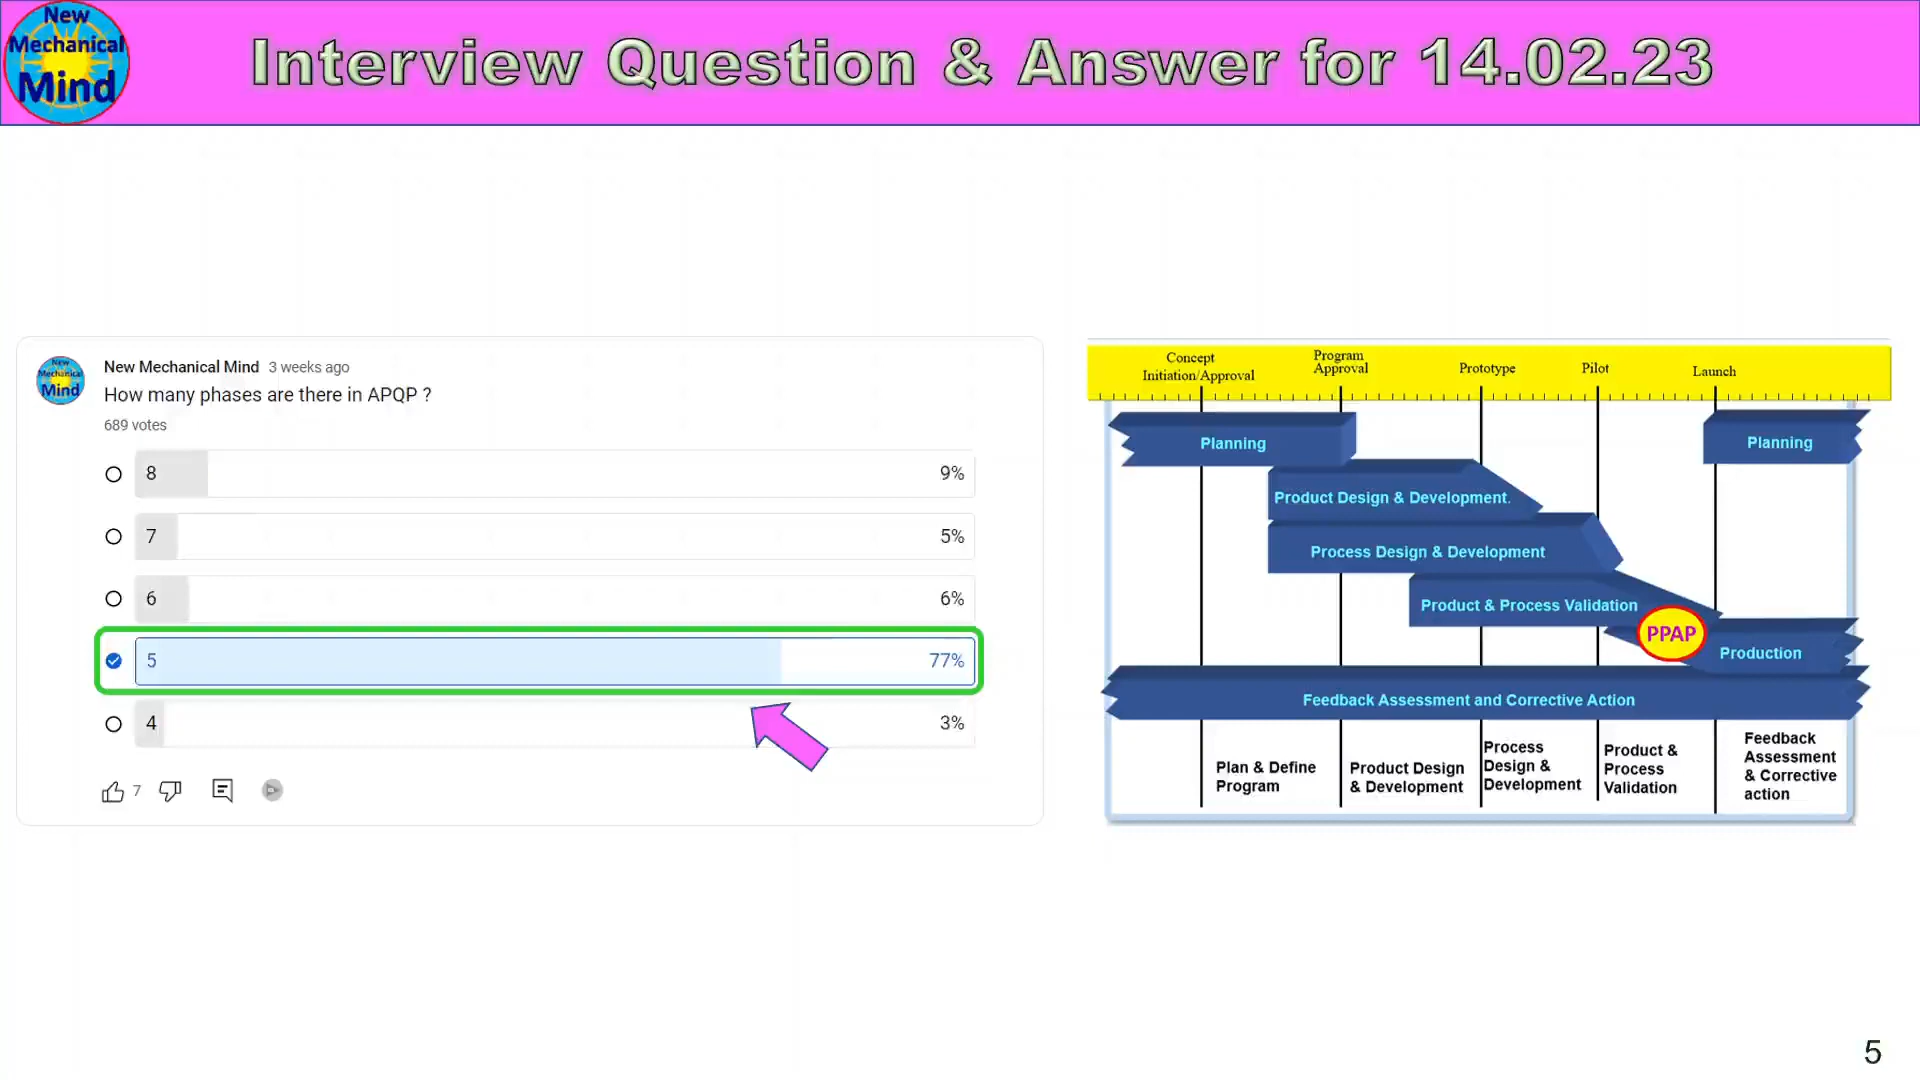 New
Mechanical
Mind
Interview Question & Answer for 14.02.23
New
Mechanical
Mind
New Mechanical Mind 3 weeks ago
How many phases are there in APQP ?
689 votes
8 9%
7 5%
6 6%
5 77%
4 3%
7
Concept
Initiation/Approval
Program
Approval
Prototype
Pilot
Launch
Planning
Planning
Product Design & Development.
Process Design & Development
Product & Process Validation
PPAP
Production
Feedback Assessment and Corrective Action
Plan & Define
Program
Product Design
& Development
Process
Design &
Development
Product &
Process
Validation
Feedback
Assessment
& Corrective
action
5